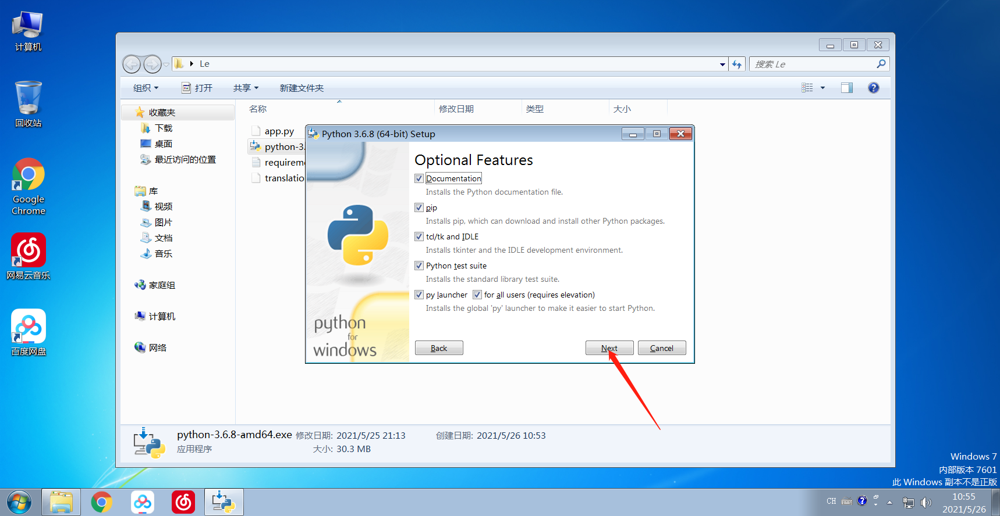 计算机
回收站
Google
Chrome
网易云音乐
百度网盘
Le
搜索 Le
组织
打开
共享
新建文件夹
名称
修改日期
类型
大小
收藏夹
下载
桌面
最近访问的位置
库
视频
图片
文档
音乐
家庭组
计算机
网络
app.py
python-3.
requireme
translatio
Python 3.6.8 (64-bit) Setup
Optional Features
Documentation
Installs the Python documentation file.
pip
Installs pip, which can download and install other Python packages.
tcl/tk and IDLE
Installs tkinter and the IDLE development environment.
Python test suite
Installs the standard library test suite.
py launcher for all users (requires elevation)
Installs the global 'py' launcher to make it easier to start Python.
python
for
windows
Back
Next
Cancel
python-3.6.8-amd64.exe 修改日期: 2021/5/25 21:13 创建日期: 2021/5/26 10:53
应用程序 大小: 30.3 MB
Windows 7
内部版本 7601
此 Windows 副本不是正版
CH
10:55
2021/5/26